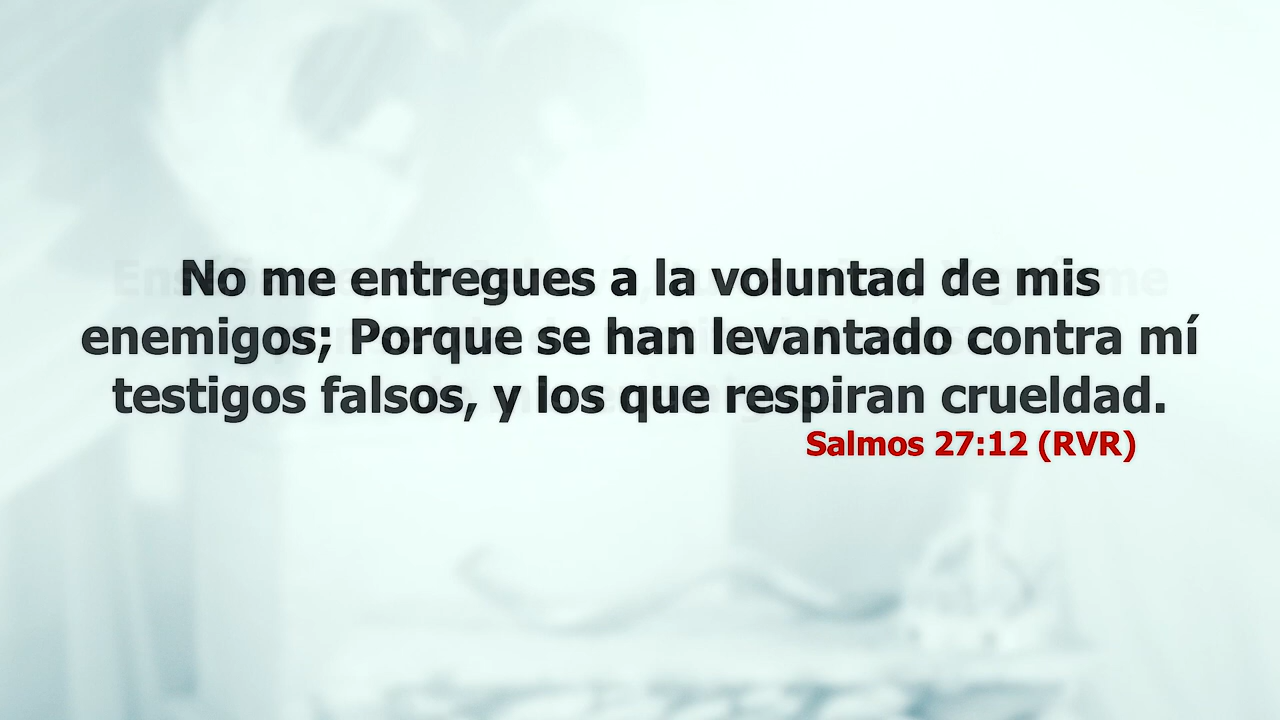 No me entregues a la voluntad de mis
enemigos; Porque se han levantado contra mí
testigos falsos, y los que respiran crueldad.
Salmos 27:12 (RVR)